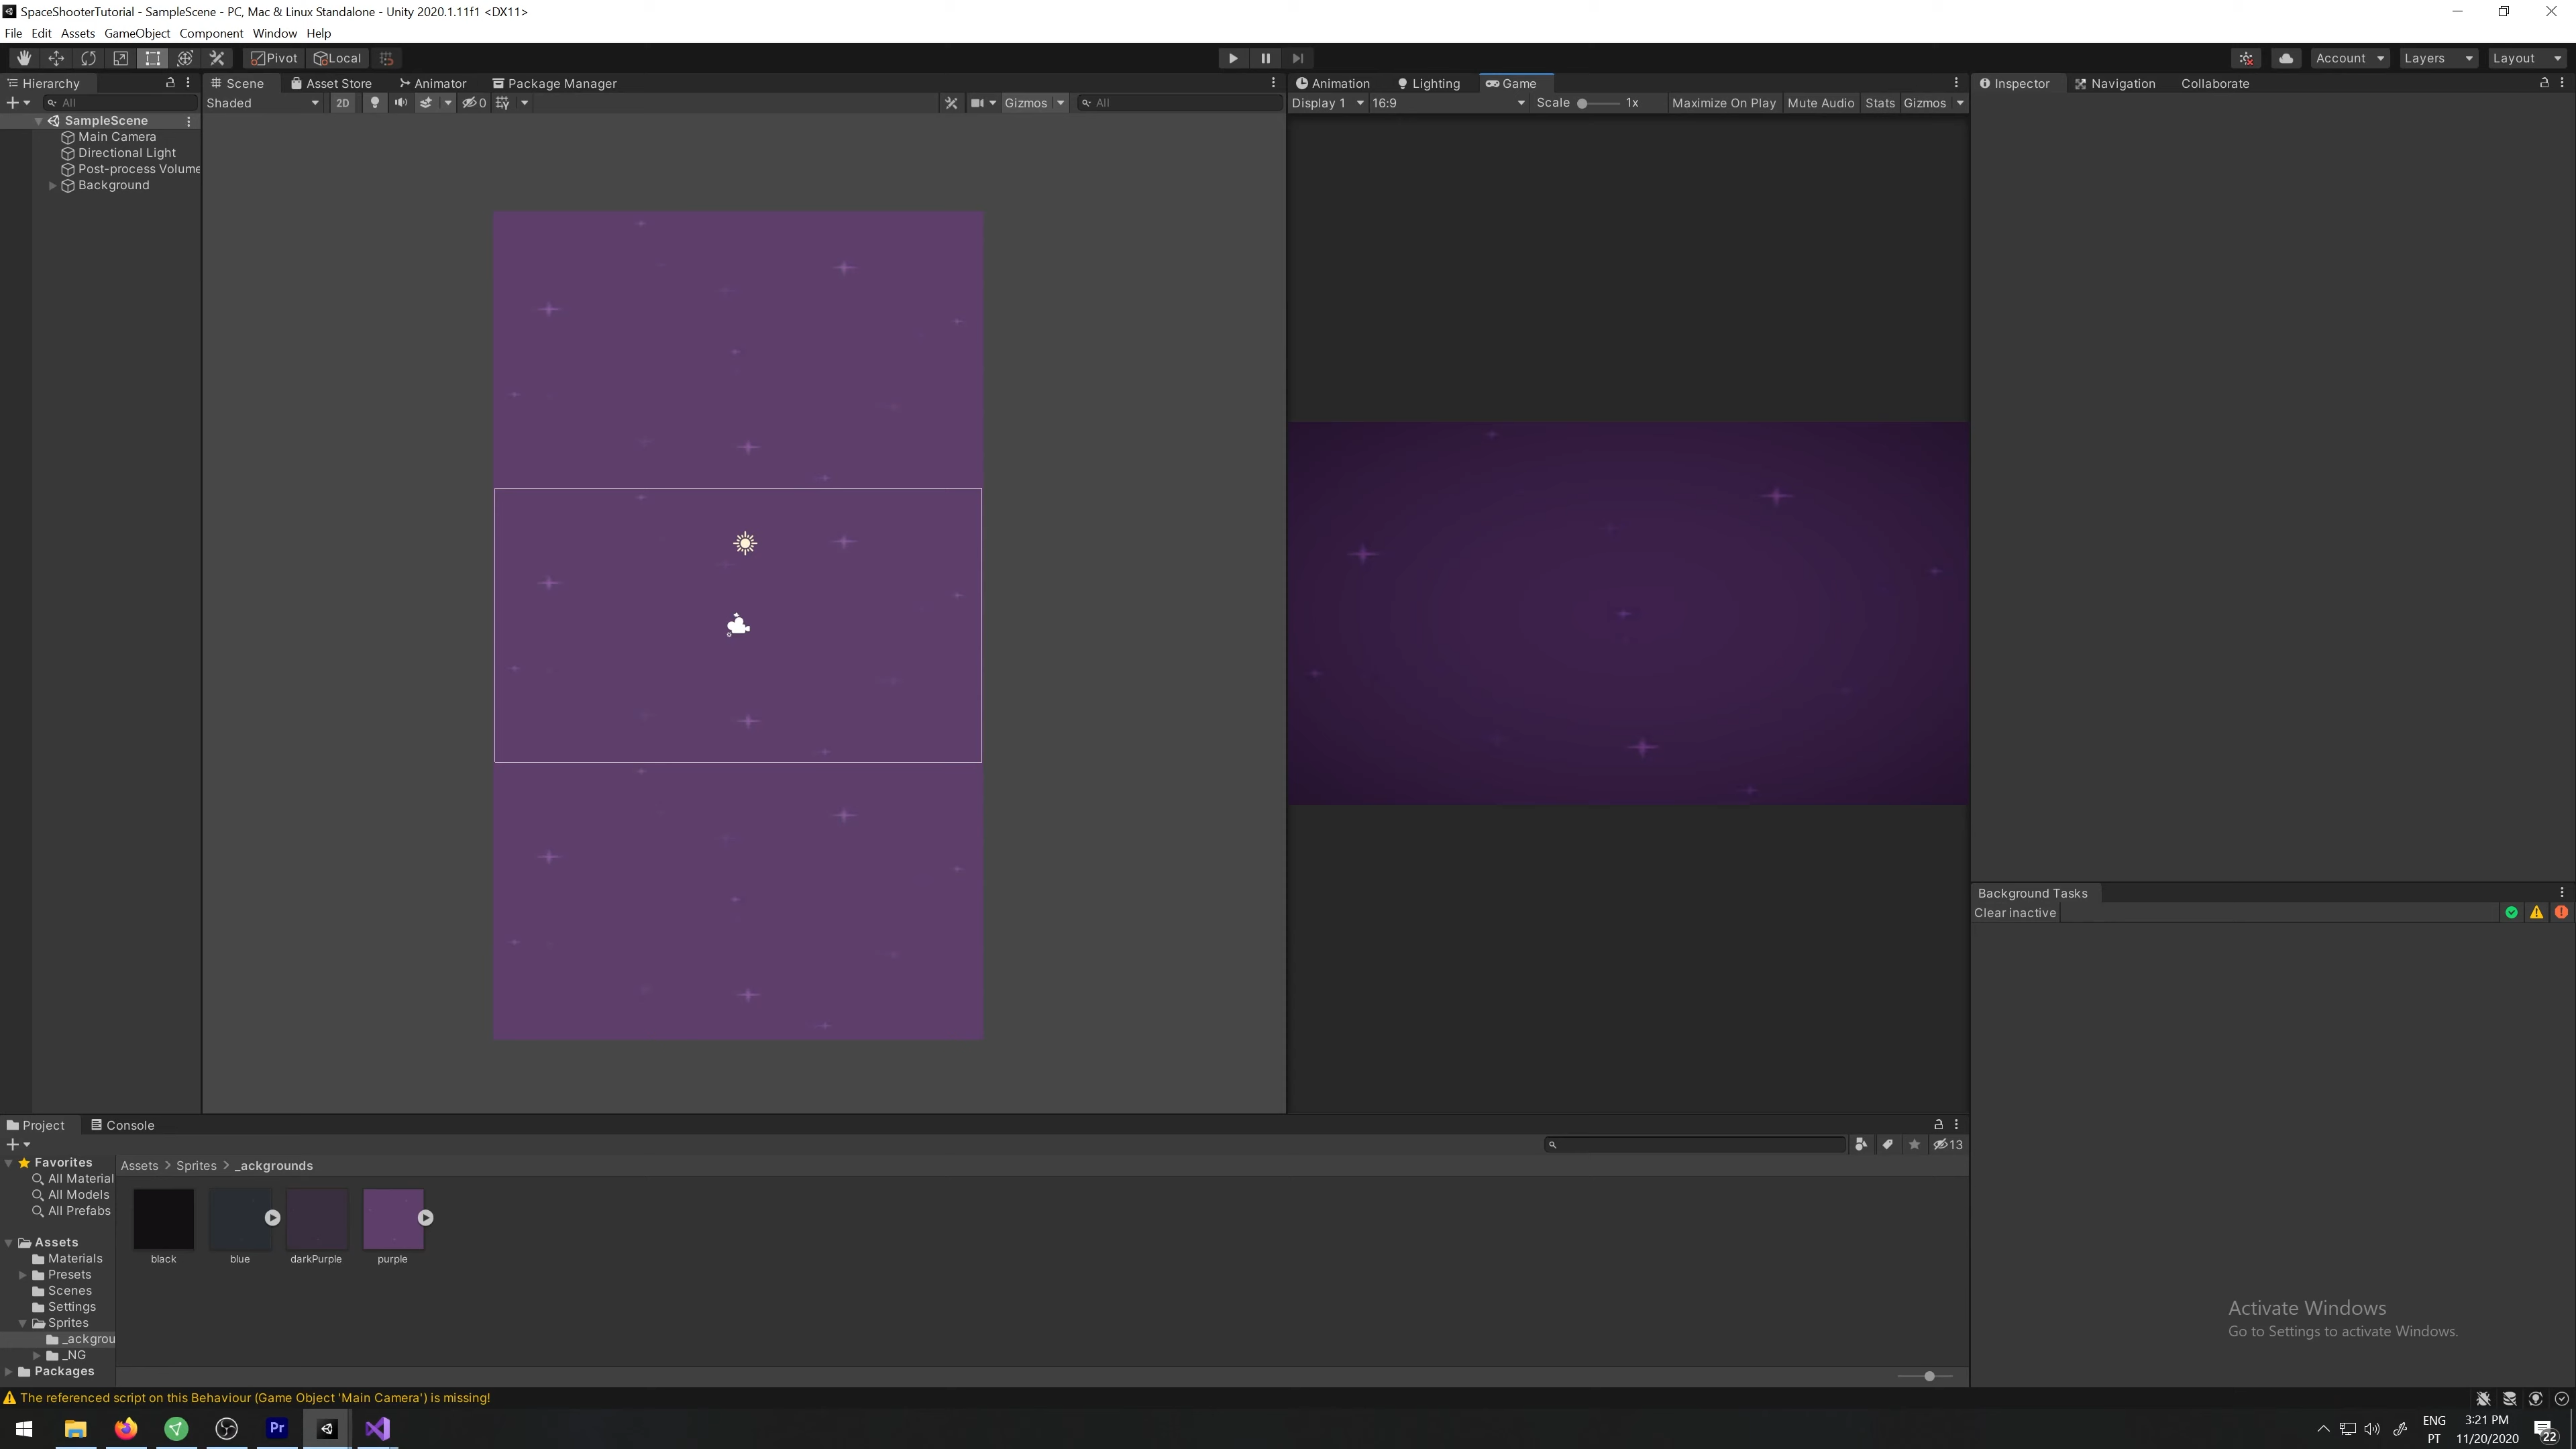 SpaceShooterTutorial - SampleScene - PC, Mac & Linux Standalone - Unity 2020.1.11f1 <DX11>
File Edit Assets GameObject Component Window Help
Pivot Local
Account Layers Layout
Hierarchy
All
SampleScene
Main Camera
Directional Light
Post-process Volume
Background
Scene Asset Store Animator Package Manager
Shaded 2D 0 Gizmos All
Animation Lighting Game
Display 1 16:9 Scale 1x Maximize On Play Mute Audio Stats Gizmos
Inspector Navigation Collaborate
Background Tasks
Clear inactive
Project Console
13
Favorites
All Material
All Models
All Prefabs
Assets
Materials
Presets
Scenes
Settings
Sprites
_ackgrou
_NG
Packages
Assets > Sprites > _ackgrounds
black
blue
darkPurple
purple
Activate Windows
Go to Settings to activate Windows.
The referenced script on this Behaviour (Game Object 'Main Camera') is missing!
Pr
ENG
PT
3:21 PM
11/20/2020
22